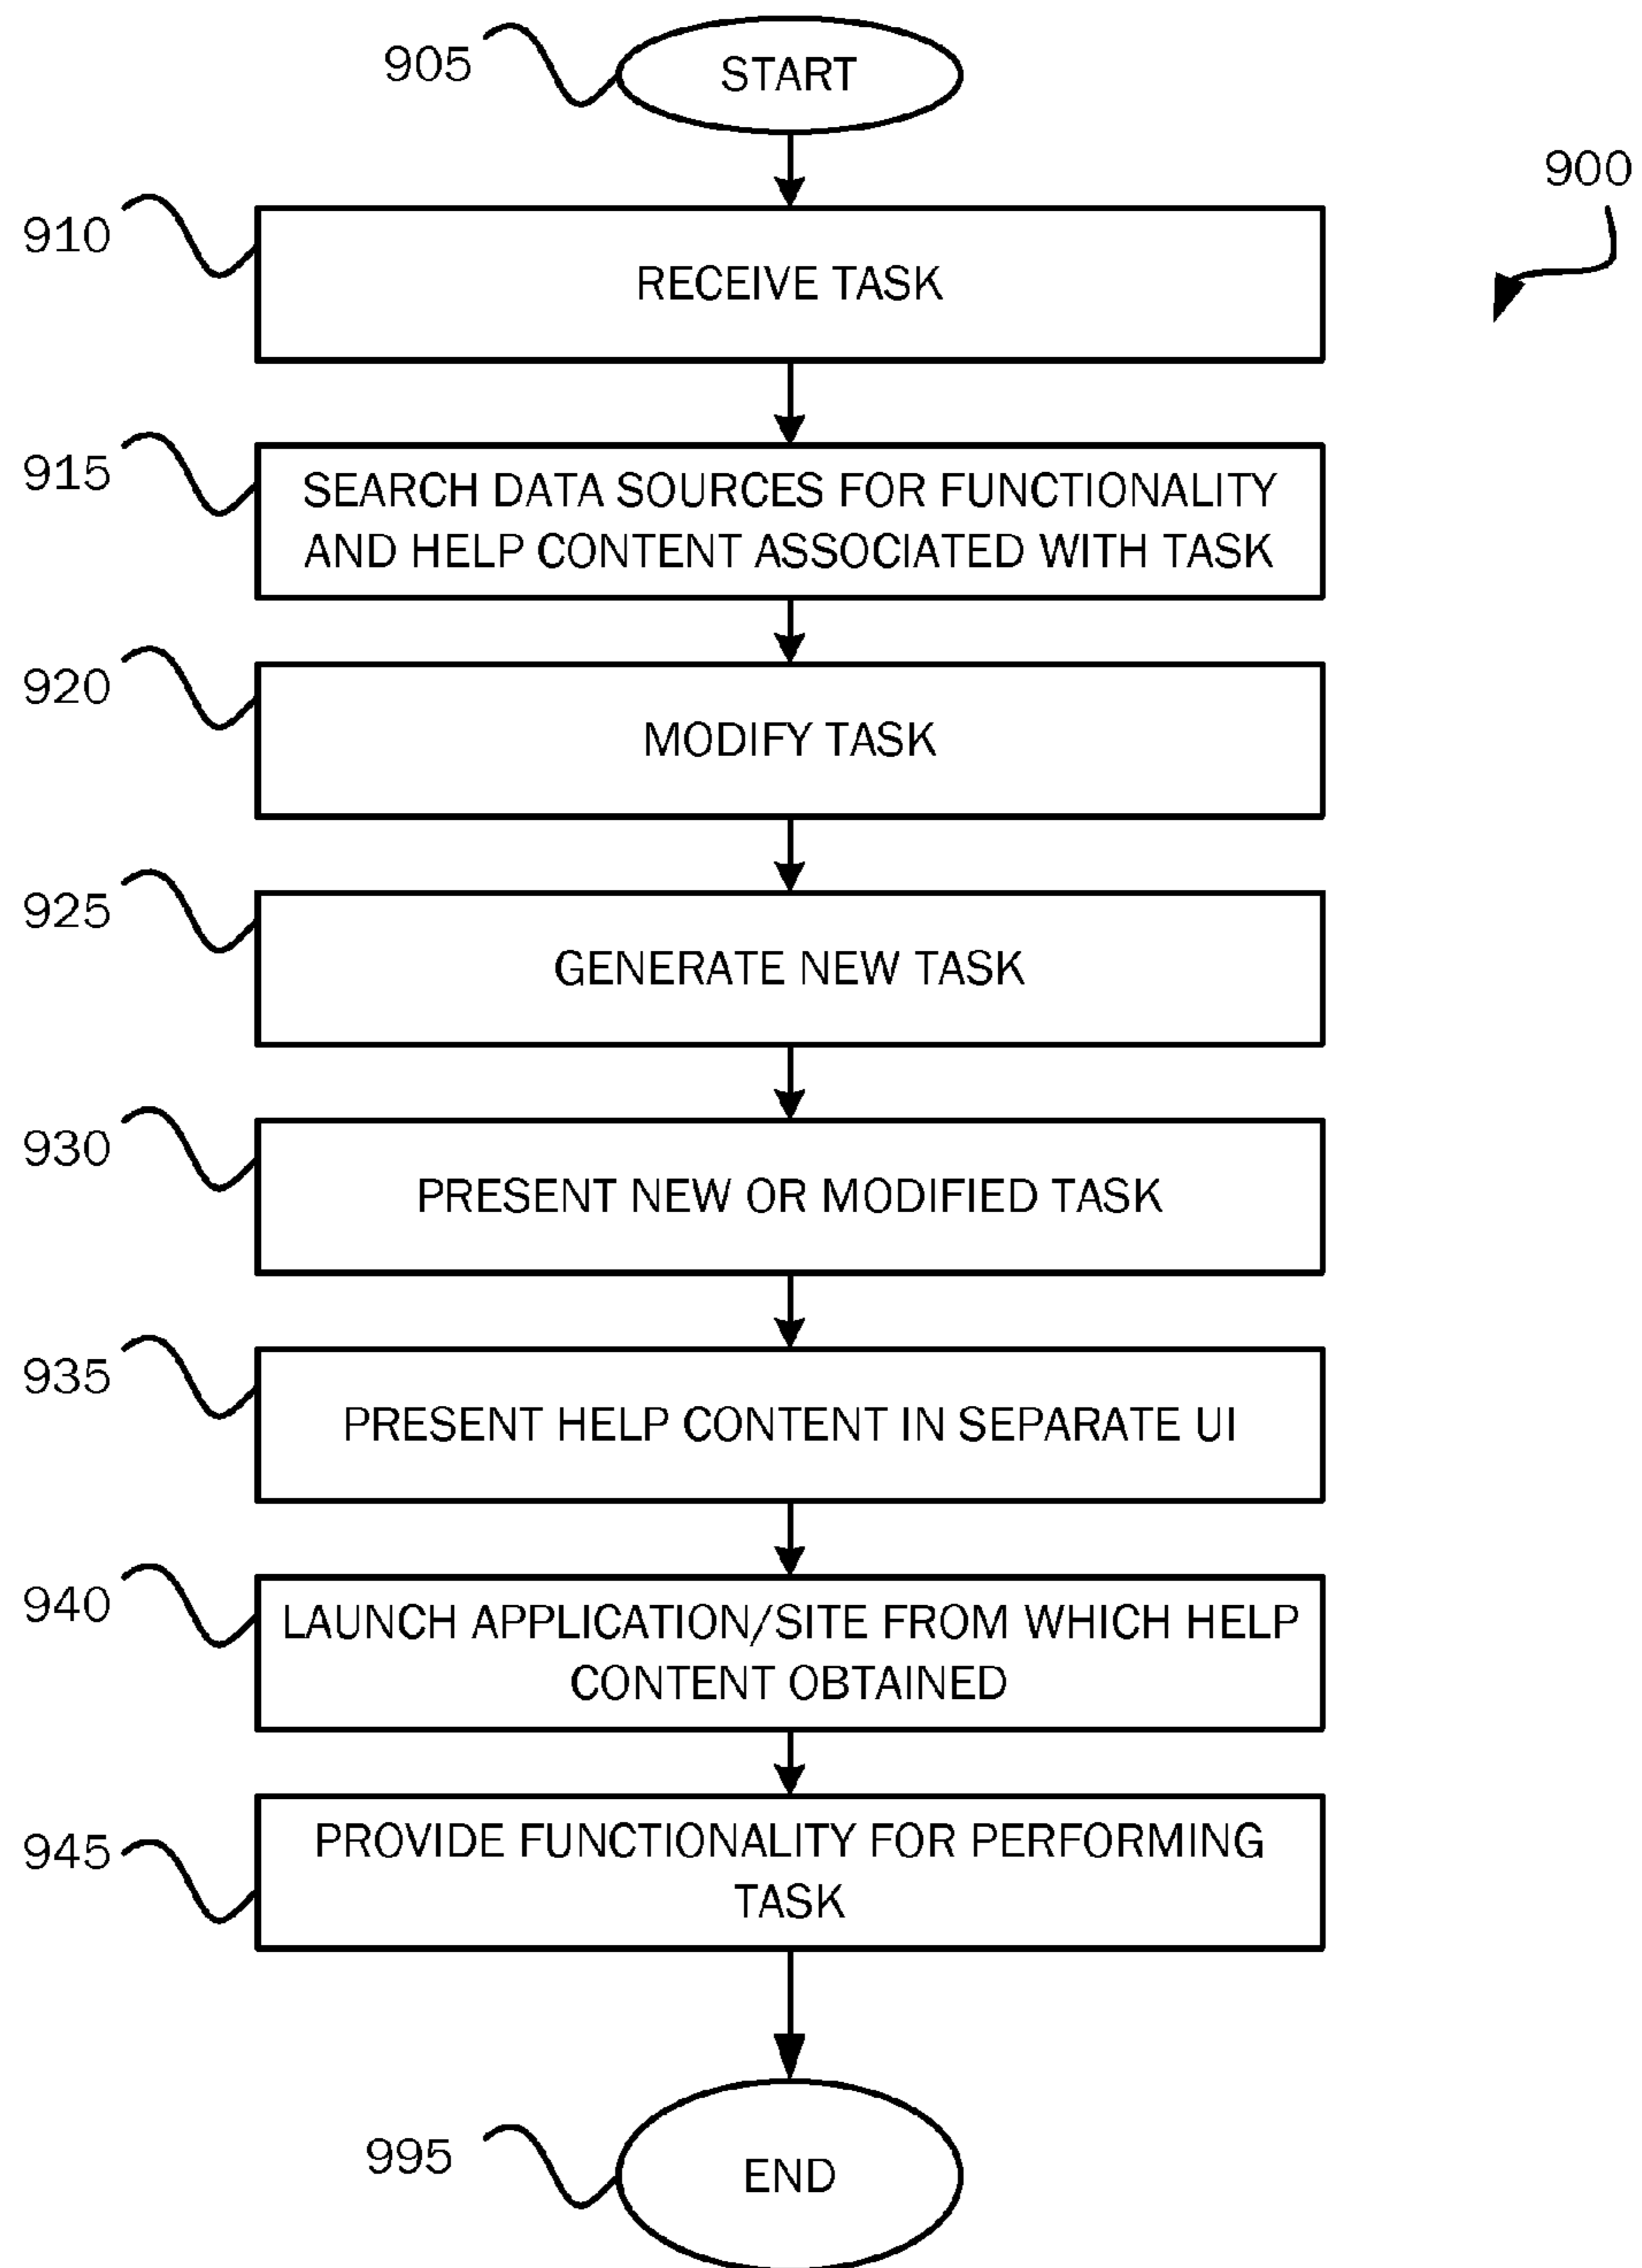 905
START
900
910
RECEIVE TASK
915
SEARCH DATA SOURCES FOR FUNCTIONALITY
AND HELP CONTENT ASSOCIATED WITH TASK
920
MODIFY TASK
925
GENERATE NEW TASK
930
PRESENT NEW OR MODIFIED TASK
935
PRESENT HELP CONTENT IN SEPARATE UI
940
LAUNCH APPLICATION/SITE FROM WHICH HELP
CONTENT OBTAINED
945
PROVIDE FUNCTIONALITY FOR PERFORMING
TASK
995
END